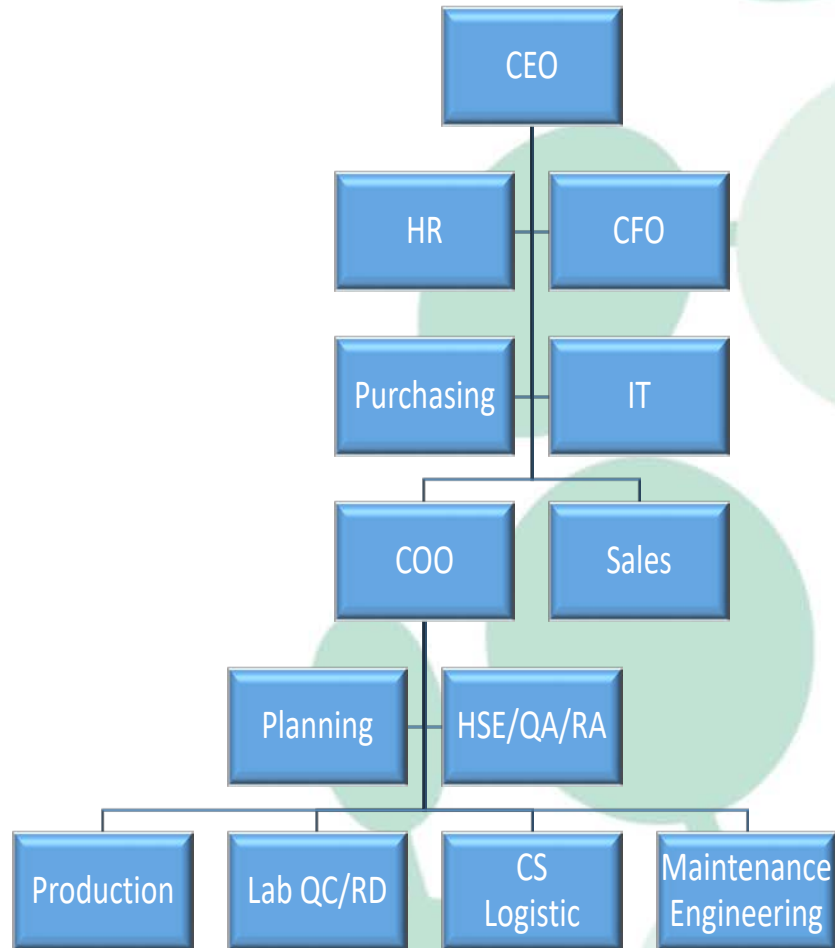 CEO
HR
CFO
Purchasing
IT
COO
Sales
Planning
HSE/QA/RA
Production
Lab QC/RD
CS
Logistic
Maintenance
Engineering